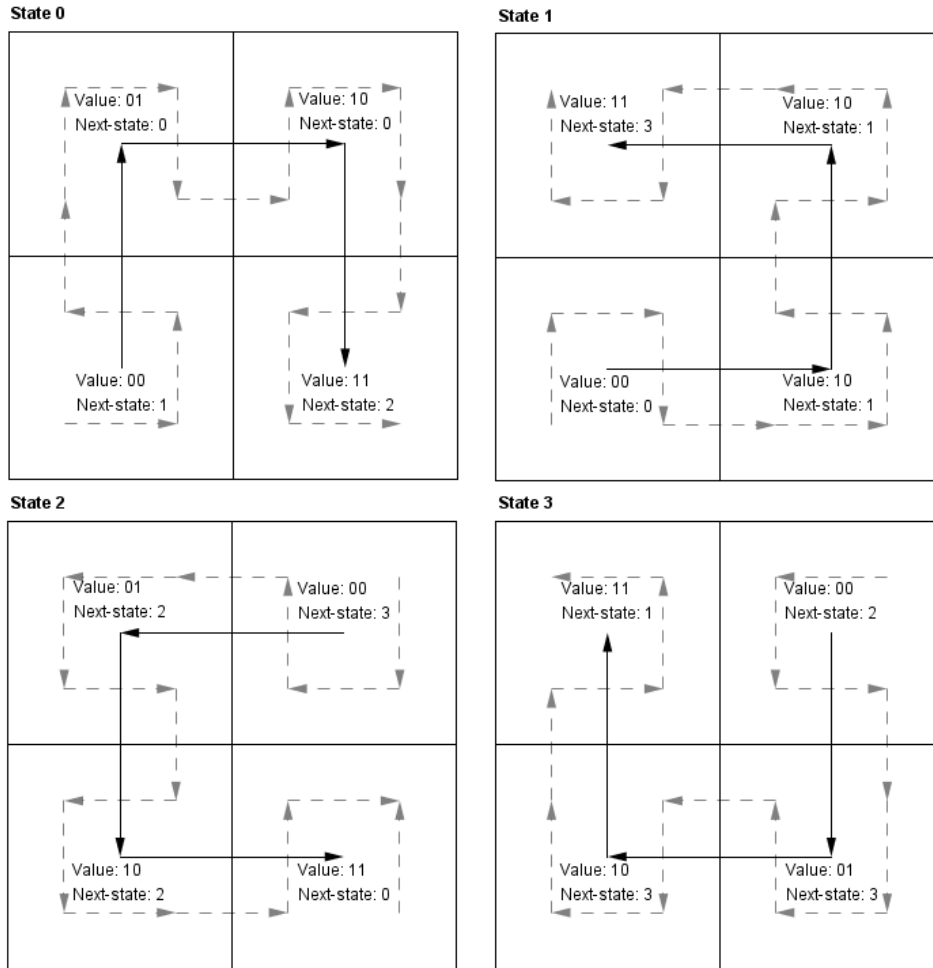 State 0
Value: 01
Next-state: 0
Value: 10
Next-state: 0
Value: 00
Next-state: 1
Value: 11
Next-state: 2
State 1
Value: 11
Next-state: 3
Value: 10
Next-state: 1
Value: 00
Next-state: 0
Value: 10
Next-state: 1
State 2
Value: 01
Next-state: 2
Value: 00
Next-state: 3
Value: 10
Next-state: 2
Value: 11
Next-state: 0
State 3
Value: 11
Next-state: 1
Value: 00
Next-state: 2
Value: 10
Next-state: 3
Value: 01
Next-state: 3